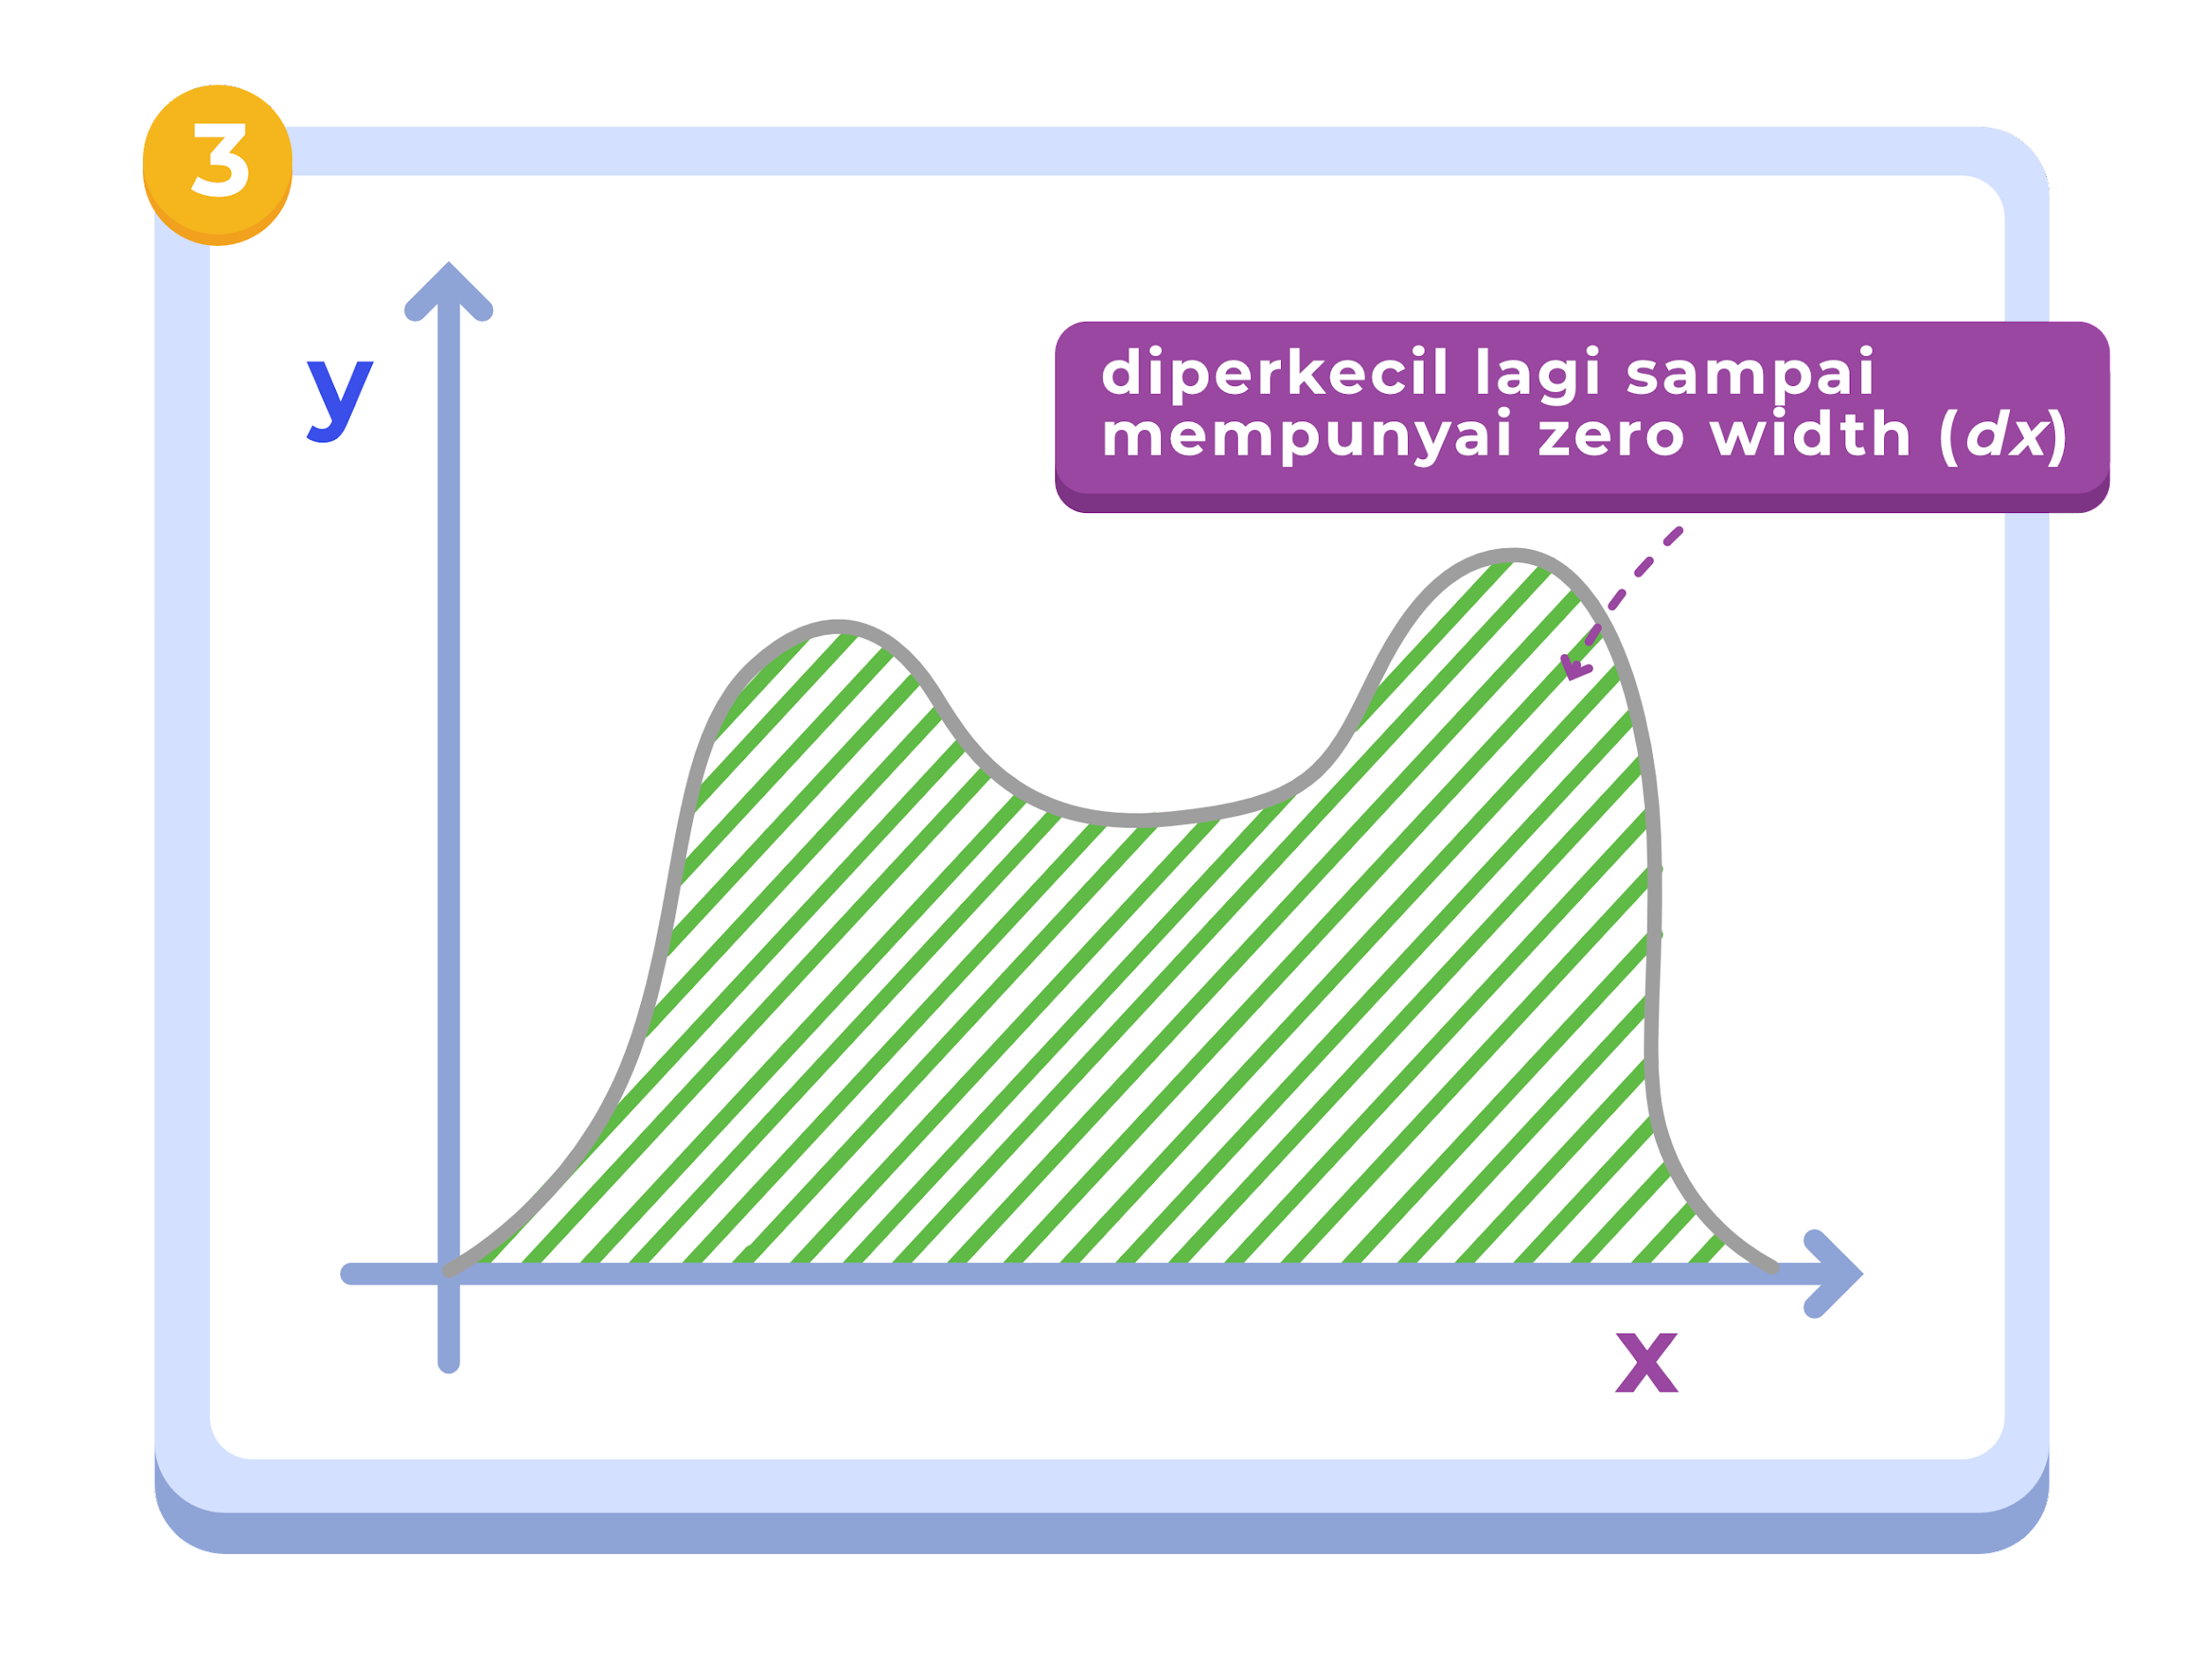 3
y
diperkecil lagi sampai
mempunyai zero width (dx)
x